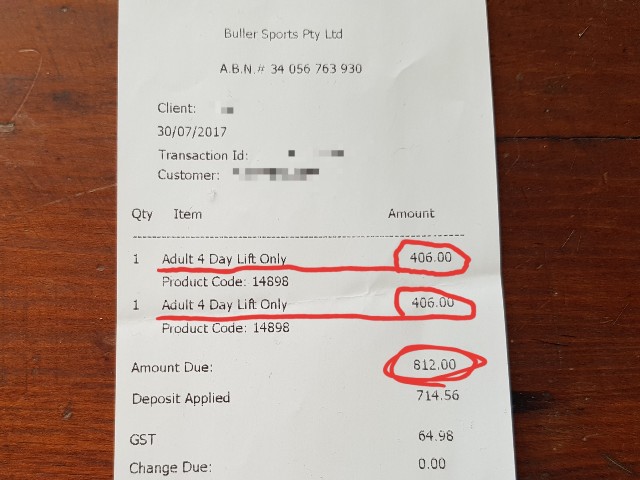 Buller Sports Pty Ltd
A.B.N.# 34 056 763 930
Client:
30/07/2017
Transaction Id:
Customer:
Qty Item Amount
1 Adult 4 Day Lift Only 406.00
Product Code: 14898
1 Adult 4 Day Lift Only 406.00
Product Code: 14898
Amount Due: 812.00
Deposit Applied 714.56
GST 64.98
Change Due: 0.00